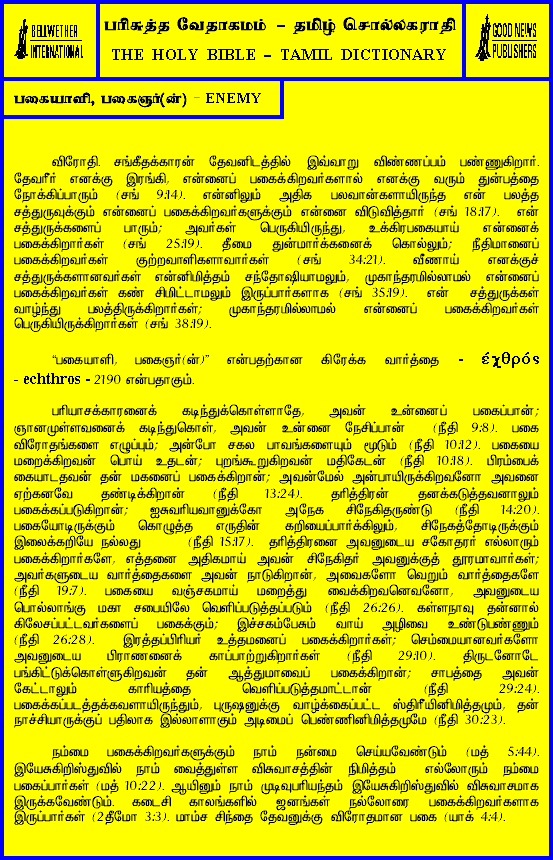 BELLWETHER
INTERNATIONAL
பரிசுத்த வேதாகமம் - தமிழ் சொல்லகராதி
THE HOLY BIBLE - TAMIL DICTIONARY
GOOD NEWS
PUBLISHERS
பகையாளி, பகைஞர்(ன்) - ENEMY
விரோதி. சங்கீதக்காரன் தேவனிடத்தில் இவ்வாறு விண்ணப்பம் பண்ணுகிறார்.
தேவரீர் எனக்கு இரங்கி, என்னைப் பகைக்கிறவர்களால் எனக்கு வரும் துன்பத்தை
நோக்கிப்பாரும் (சங் 9:14). என்னிலும் அதிக பலவான்களாயிருந்த என் பலத்த
சத்துருவுக்கும் என்னைப் பகைக்கிறவர்களுக்கும் என்னை விடுவித்தார் (சங் 18:17). என்
சத்துருக்களைப் பாரும்; அவர்கள் பெருகியிருந்து, உக்கிரபகையாய் என்னைக்
பகைக்கிறார்கள் (சங் 25:19). தீமை துன்மார்க்கனைக் கொல்லும்; நீதிமானைப்
பகைக்கிறவர்கள் குற்றவாளிகளாவார்கள் (சங் 34:21). வீணாய் எனக்குச்
சத்துருக்களானவர்கள் என்னிமித்தம் சந்தோஷியாமலும், முகாந்தரமில்லாமல் என்னைப்
பகைக்கிறவர்கள் கண் சிமிட்டாமலும் இருப்பார்களாக (சங் 35:19). என் சத்துருக்கள்
வாழ்ந்து பலத்திருக்கிறார்கள்; முகாந்தரமில்லாமல் என்னைப் பகைக்கிறவர்கள்
பெருகியிருக்கிறார்கள் (சங் 38:19).
“பகையாளி, பகைஞர்(ன்)” என்பதற்கான கிரேக்க வார்த்தை - έχθρός
- echthros - 2190 என்பதாகும்.
பரியாசக்காரனைக் கடிந்துக்கொள்ளாதே, அவன் உன்னைப் பகைப்பான்;
ஞானமுள்ளவனைக் கடிந்துகொள், அவன் உன்னை நேசிப்பான் (நீதி 9:8). பகை
விரோதங்களை எழுப்பும்; அன்போ சகல பாவங்களையும் மூடும் (நீதி 10:12). பகையை
மறைக்கிறவன் பொய் உதடன்; புறங்கூறுகிறவன் மதிகேடன் (நீதி 10:18). பிரம்பைக்
கையாடாதவன் தன் மகனைப் பகைக்கிறான்; அவன்மேல் அன்பாயிருக்கிறவனோ அவனை
ஏற்கனவே தண்டிக்கிறான் (நீதி 13:24). தரித்திரன் தனக்கடுத்தவனாலும்
பகைக்கப்படுகிறான்; ஐசுவரியவானுக்கோ அநேக சிநேகிதருண்டு (நீதி 14:20).
பகையோடிருக்கும் கொழுத்த எருதின் கறியைப்பார்க்கிலும், சிநேகத்தோடிருக்கும்
இலைக்கறியே நல்லது (நீதி 15:17). தரித்திரனை அவனுடைய சகோதரர் எல்லாரும்
பகைக்கிறார்களே, எத்தனை அதிகமாய் அவன் சிநேகிதர் அவனுக்குத் தூரமாவார்கள்;
அவர்களுடைய வார்த்தைகளை அவன் நாடுகிறான், அவைகளோ வெறும் வார்த்தைகளே
(நீதி 19:7). பகையை வஞ்சகமாய் மறைத்து வைக்கிறவனெவனோ, அவனுடைய
பொல்லாங்கு மகா சபையிலே வெளிப்படுத்தப்படும் (நீதி 26:26). கள்ளநாவு தன்னால்
கிலேசப்பட்டவர்களைப் பகைக்கும்; இச்சகம்பேசும் வாய் அழிவை உண்டுபண்ணும்
(நீதி 26:28). இரத்தப்பிரியர் உத்தமனைப் பகைக்கிறார்கள்; செம்மையானவர்களோ
அவனுடைய பிராணனைக் காப்பாற்றுகிறார்கள் (நீதி 29:10). திருடனோடே
பங்கிட்டுக்கொள்ளுகிறவன் தன் ஆத்துமாவைப் பகைக்கிறான்; சாபத்தை அவன்
கேட்டாலும் காரியத்தை வெளிப்படுத்தமாட்டான் (நீதி 29:24).
பகைக்கப்படத்தக்கவளாயிருந்தும், புருஷனுக்கு வாழ்க்கைப்பட்ட ஸ்திரீயினிமித்தமும், தன்
நாச்சியாருக்குப் பதிலாக இல்லாளாகும் அடிமைப் பெண்ணினிமித்தமுமே (நீதி 30:23).
நம்மை பகைக்கிறவர்களுக்கும் நாம் நன்மை செய்யவேண்டும் (மத் 5:44).
இயேசுகிறிஸ்துவில் நாம் வைத்துள்ள விசுவாசத்தின் நிமித்தம் எல்லோரும் நம்மை
பகைப்பார்கள் (மத் 10:22). ஆயினும் நாம் முடிவுபரியந்தம் இயேசுகிறிஸ்துவில் விசுவாசமாக
இருக்கவேண்டும். கடைசி காலங்களில் ஜனங்கள் நல்லோரை பகைக்கிறவர்களாக
இருப்பார்கள் (2தீமோ 3:3). மாம்ச சிந்தை தேவனுக்கு விரோதமான பகை (யாக் 4:4).